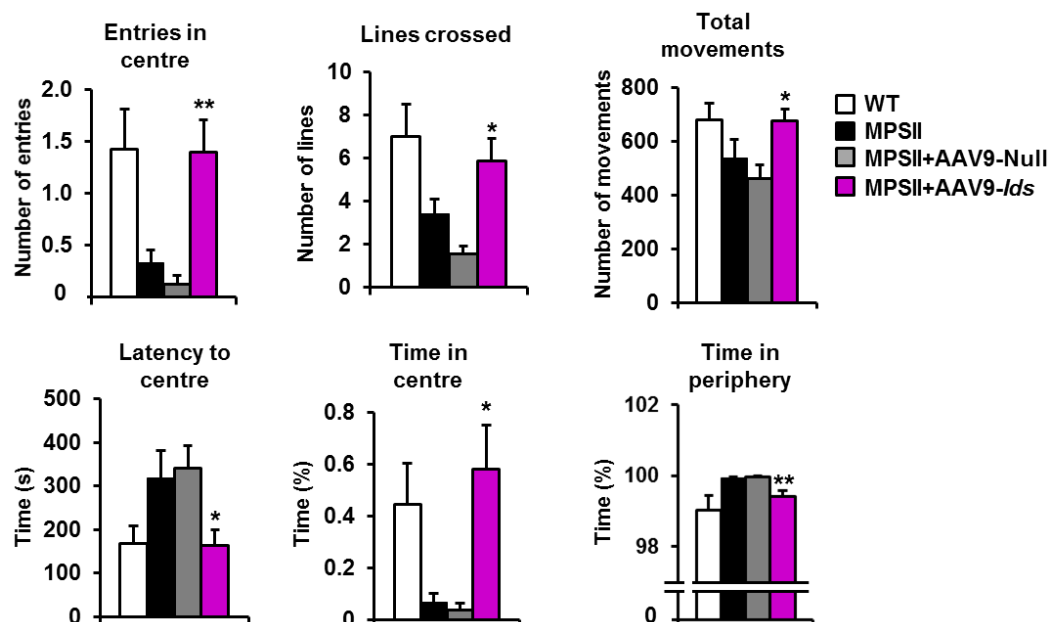 Entries in
centre
Number of entries
2.0
1.5
1.0
0.5
0
**
Lines crossed
Number of lines
10
8
6
4
2
0
*
Total
movements
Number of movements
800
600
400
200
0
*
WT
MPSII
MPSII+AAV9-Null
MPSII+AAV9-Ids
Latency to
centre
Time (s)
500
400
300
200
100
0
*
Time in
centre
Time (%)
0.8
0.6
0.4
0.2
0
*
Time in
periphery
Time (%)
102
100
98
0
**